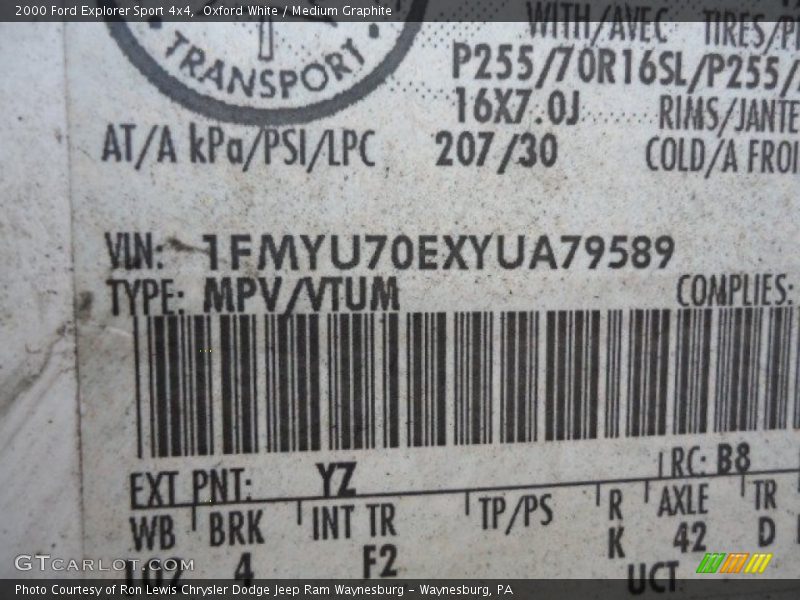 2000 Ford Explorer Sport 4x4, Oxford White / Medium Graphite
WITH/AVEC TIRES/P
TRANSPORT
P255/70R16SL/P255/
16X7.0J RIMS/JANTE
AT/A kPa/PSI/LPC 207/30 COLD/A FROI
VIN: 1FMYU70EXYUA79589
TYPE: MPV/VTUM COMPLIES:
EXT PNT: YZ RC: B8
WB BRK INT TR TP/PS R AXLE TR
102 4 F2 K 42 D
UCT
GTCarLot.com
Photo Courtesy of Ron Lewis Chrysler Dodge Jeep Ram Waynesburg - Waynesburg, PA